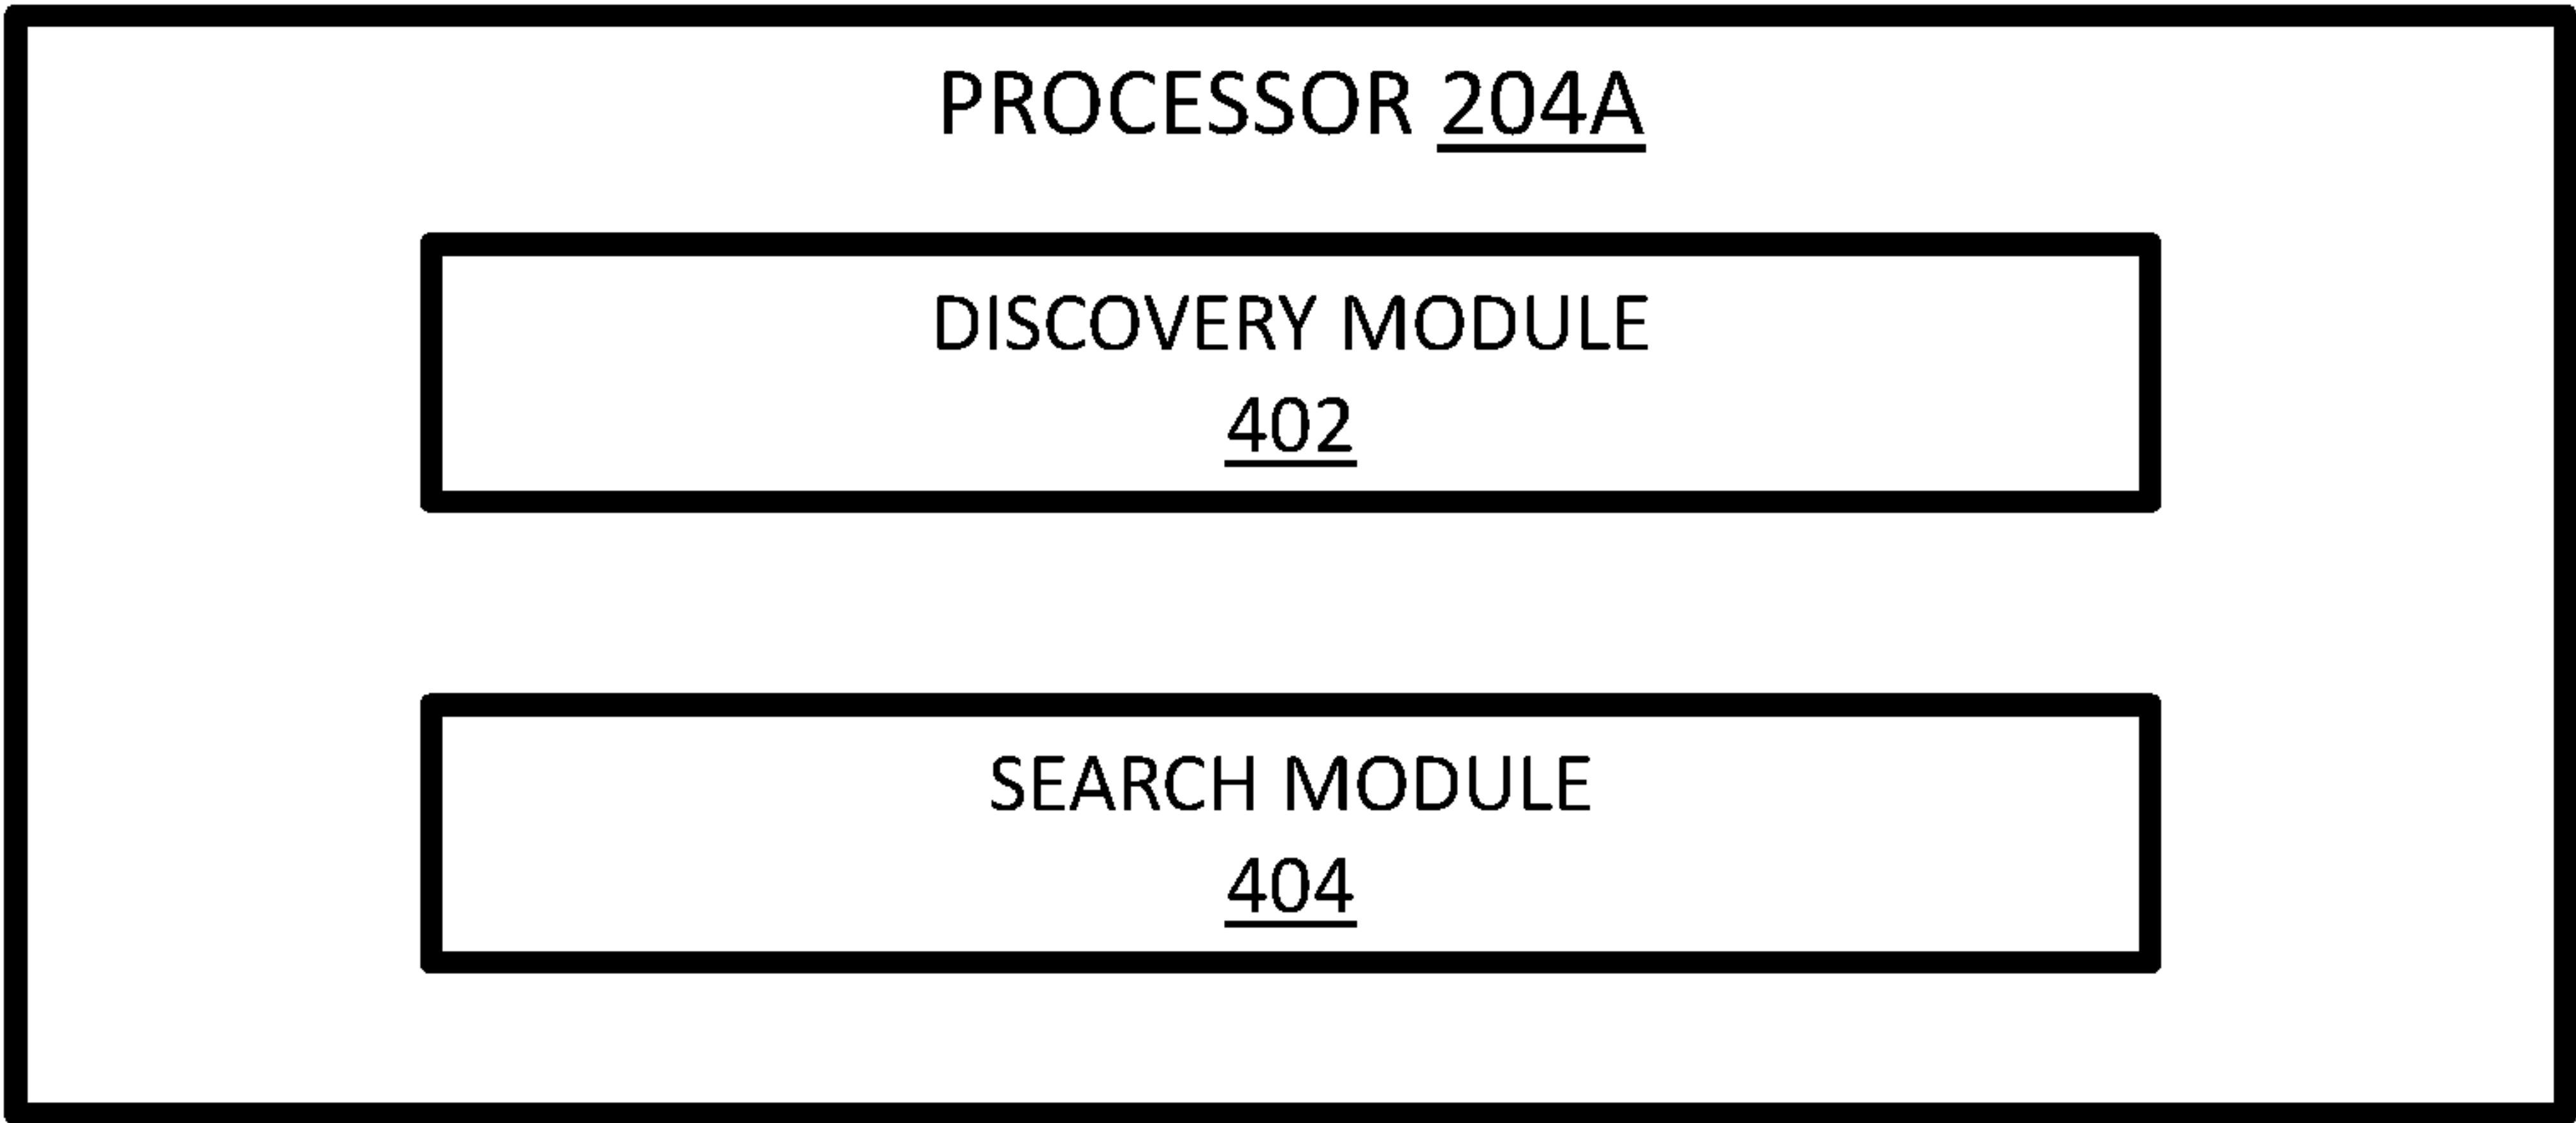 PROCESSOR 204A
DISCOVERY MODULE
402
SEARCH MODULE
404